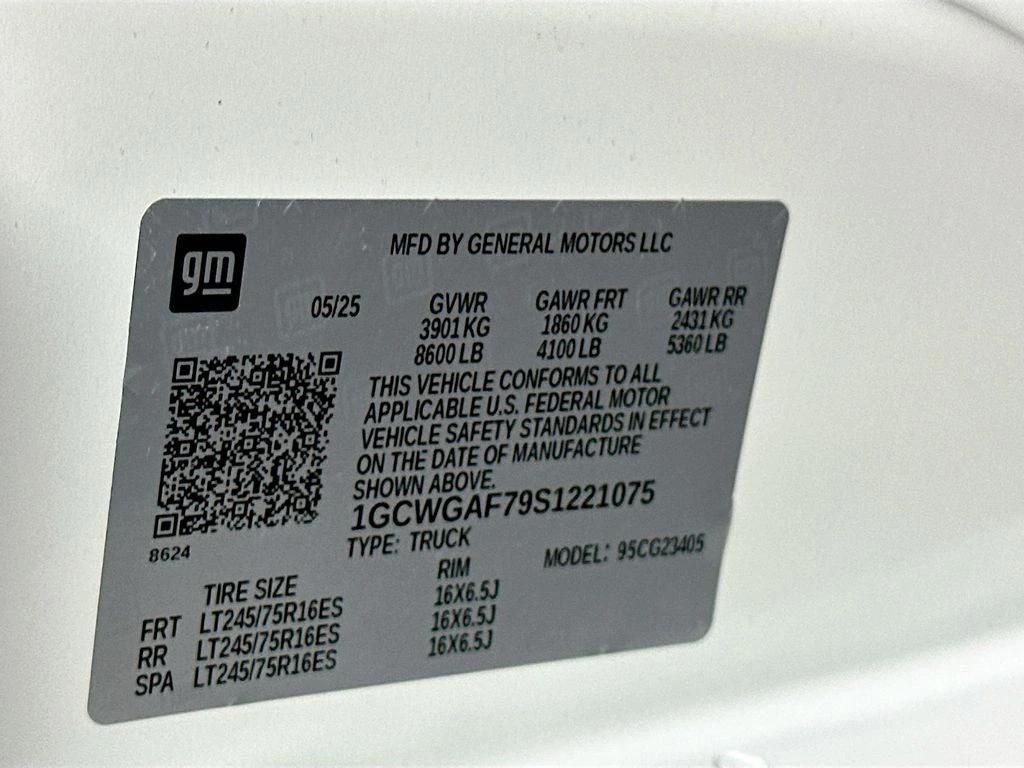 gm
MFD BY GENERAL MOTORS LLC
05/25 GVWR GAWR FRT GAWR RR
3901 KG 1860 KG 2431 KG
8600 LB 4100 LB 5360 LB
THIS VEHICLE CONFORMS TO ALL
APPLICABLE U.S. FEDERAL MOTOR
VEHICLE SAFETY STANDARDS IN EFFECT
ON THE DATE OF MANUFACTURE
SHOWN ABOVE.
1GCWGAF79S1221075
8624
TYPE: TRUCK MODEL: 95CG23405
TIRE SIZE RIM
FRT LT245/75R16ES 16X6.5J
RR LT245/75R16ES 16X6.5J
SPA LT245/75R16ES 16X6.5J